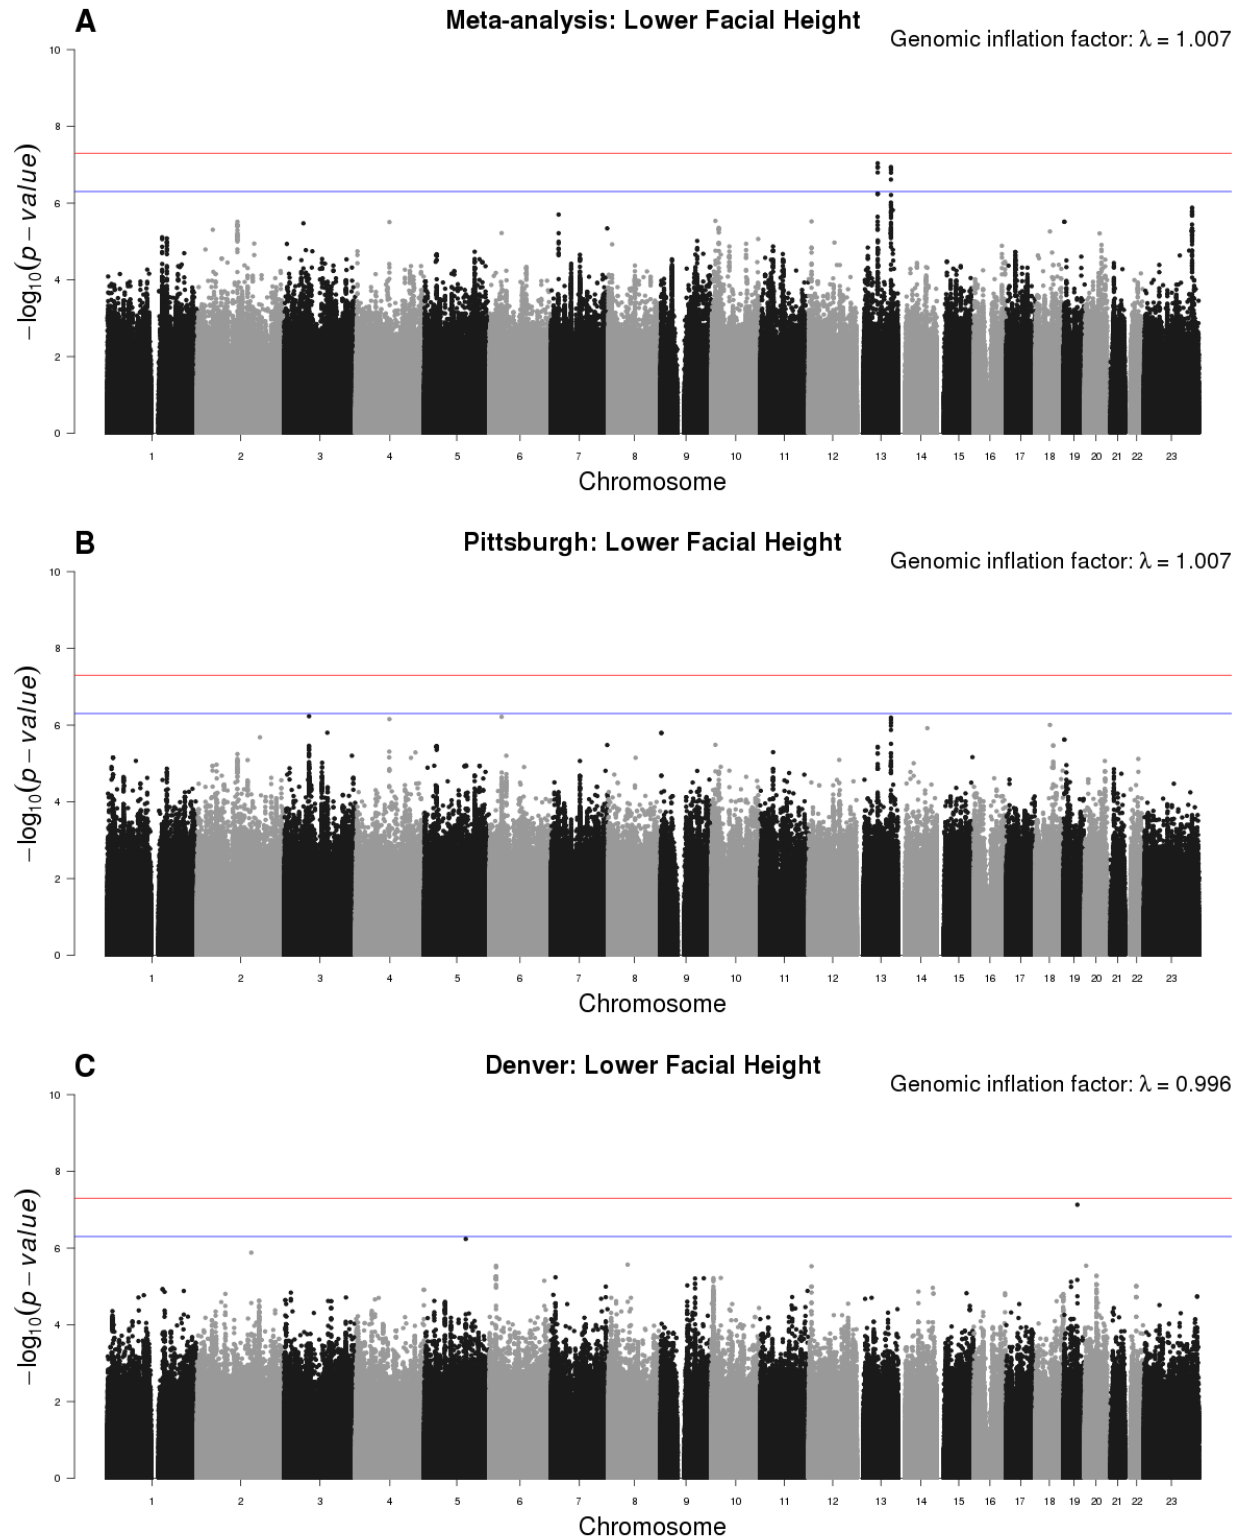 A
Meta-analysis: Lower Facial Height
Genomic inflation factor: λ = 1.007
10
8
6
4
2
0
−log10(p − value)
1 2 3 4 5 6 7 8 9 10 11 12 13 14 15 16 17 18 19 20 21 22 23
Chromosome
B
Pittsburgh: Lower Facial Height
Genomic inflation factor: λ = 1.007
10
8
6
4
2
0
−log10(p − value)
1 2 3 4 5 6 7 8 9 10 11 12 13 14 15 16 17 18 19 20 21 22 23
Chromosome
C
Denver: Lower Facial Height
Genomic inflation factor: λ = 0.996
10
8
6
4
2
0
−log10(p − value)
1 2 3 4 5 6 7 8 9 10 11 12 13 14 15 16 17 18 19 20 21 22 23
Chromosome